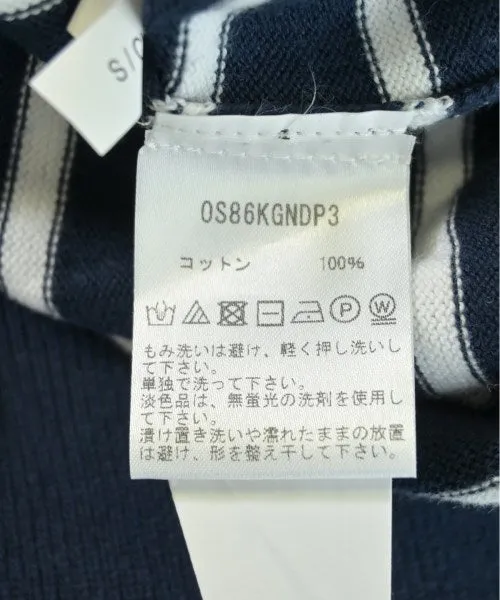 S/O
OS86KGNDP3
コットン 100%
P W
もみ洗いは避け、軽く押し洗いし
て下さい。
単独で洗って下さい。
淡色品は、無蛍光の洗剤を使用し
て下さい。
漬け置き洗いや濡れたままの放置
は避け、形を整え干して下さい。